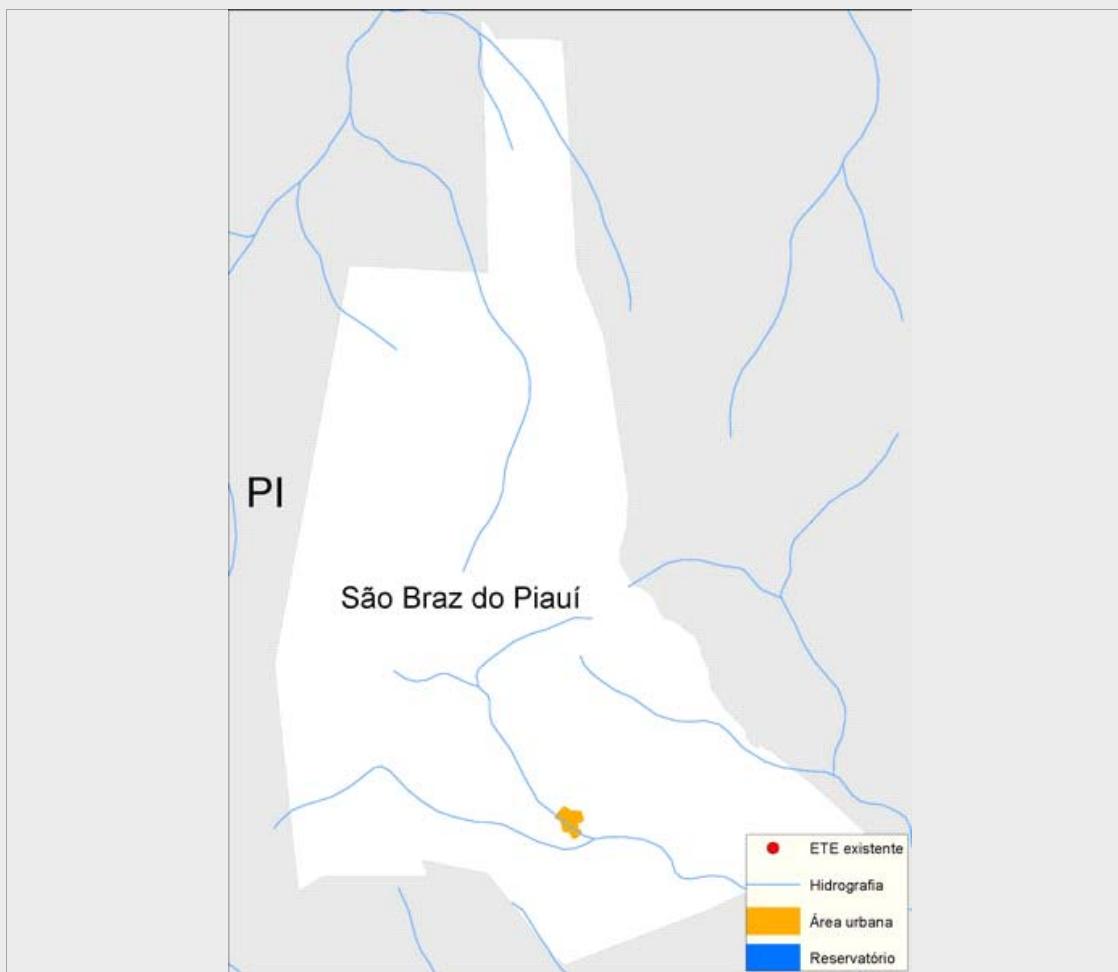 PI
São Braz do Piauí
ETE existente
Hidrografia
Área urbana
Reservatório